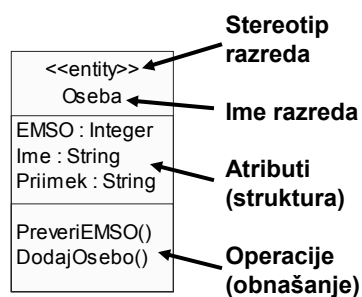 <<entity>>
Oseba
EMSO : Integer
Ime : String
Priimek : String
PreveriEMSO()
DodajOsebo()
Stereotip
razreda
Ime razreda
Atributi
(struktura)
Operacije
(obnašanje)